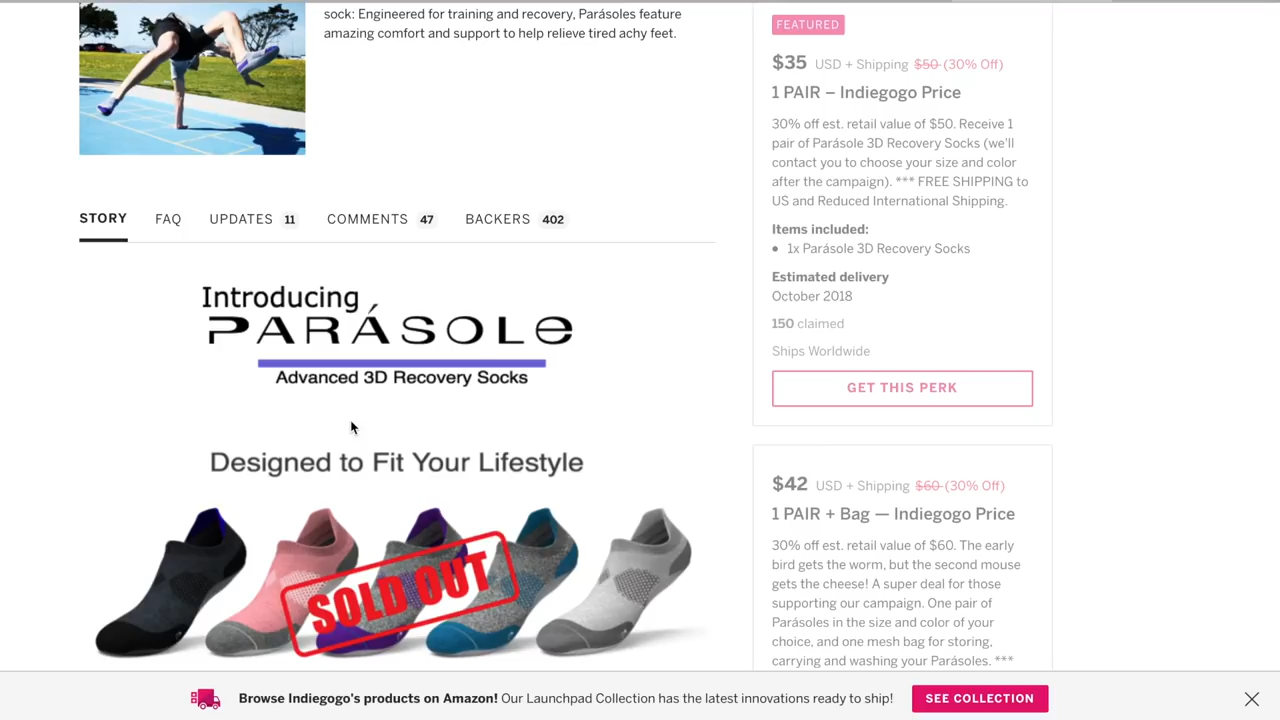 sock: Engineered for training and recovery, Parásoles feature
amazing comfort and support to help relieve tired achy feet.
STORY FAQ UPDATES 11 COMMENTS 47 BACKERS 402
Introducing
PARÁSOLE
Advanced 3D Recovery Socks
Designed to Fit Your Lifestyle
SOLD OUT
FEATURED
$35 USD + Shipping $50 (30% Off)
1 PAIR – Indiegogo Price
30% off est. retail value of $50. Receive 1
pair of Parásole 3D Recovery Socks (we'll
contact you to choose your size and color
after the campaign). *** FREE SHIPPING to
US and Reduced International Shipping.
Items included:
● 1x Parásole 3D Recovery Socks
Estimated delivery
October 2018
150 claimed
Ships Worldwide
GET THIS PERK
$42 USD + Shipping $60 (30% Off)
1 PAIR + Bag — Indiegogo Price
30% off est. retail value of $60. The early
bird gets the worm, but the second mouse
gets the cheese! A super deal for those
supporting our campaign. One pair of
Parásoles in the size and color of your
choice, and one mesh bag for storing,
carrying and washing your Parásoles. ***
Browse Indiegogo's products on Amazon! Our Launchpad Collection has the latest innovations ready to ship! SEE COLLECTION